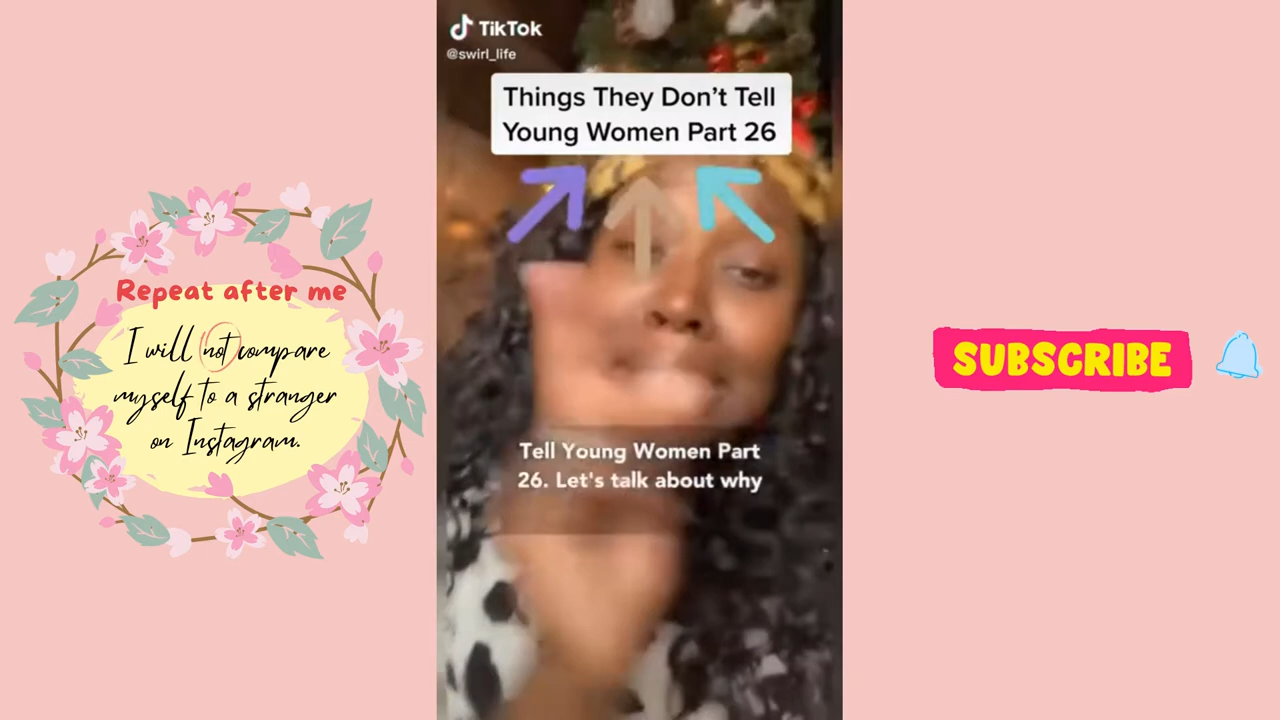 TikTok
@swirl_life
Things They Don't Tell
Young Women Part 26
Repeat after me
I will not compare
myself to a stranger
on Instagram.
Tell Young Women Part
26. Let's talk about why
SUBSCRIBE